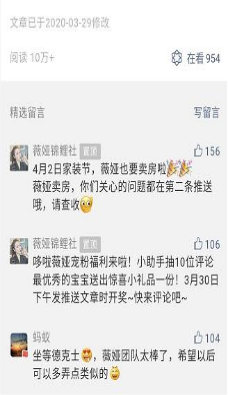 文章已于2020-03-29修改
阅读 10万+
在看 954
精选留言
写留言
薇娅锦鲤社 置顶
156
4月2日家装节，薇娅也要卖房啦🎉🎉
薇娅卖房，你们关心的问题都在第二条推送
哦，请查收
薇娅锦鲤社 置顶
106
哆啦薇娅宠粉福利来啦！小助手抽10位评论
最优秀的宝宝送出惊喜小礼品一份！3月30日
下午发推送文章时开奖~快来评论吧~
蚂蚁
104
坐等德克士😍，薇娅团队太棒了，希望以后
可以多弄点类似的